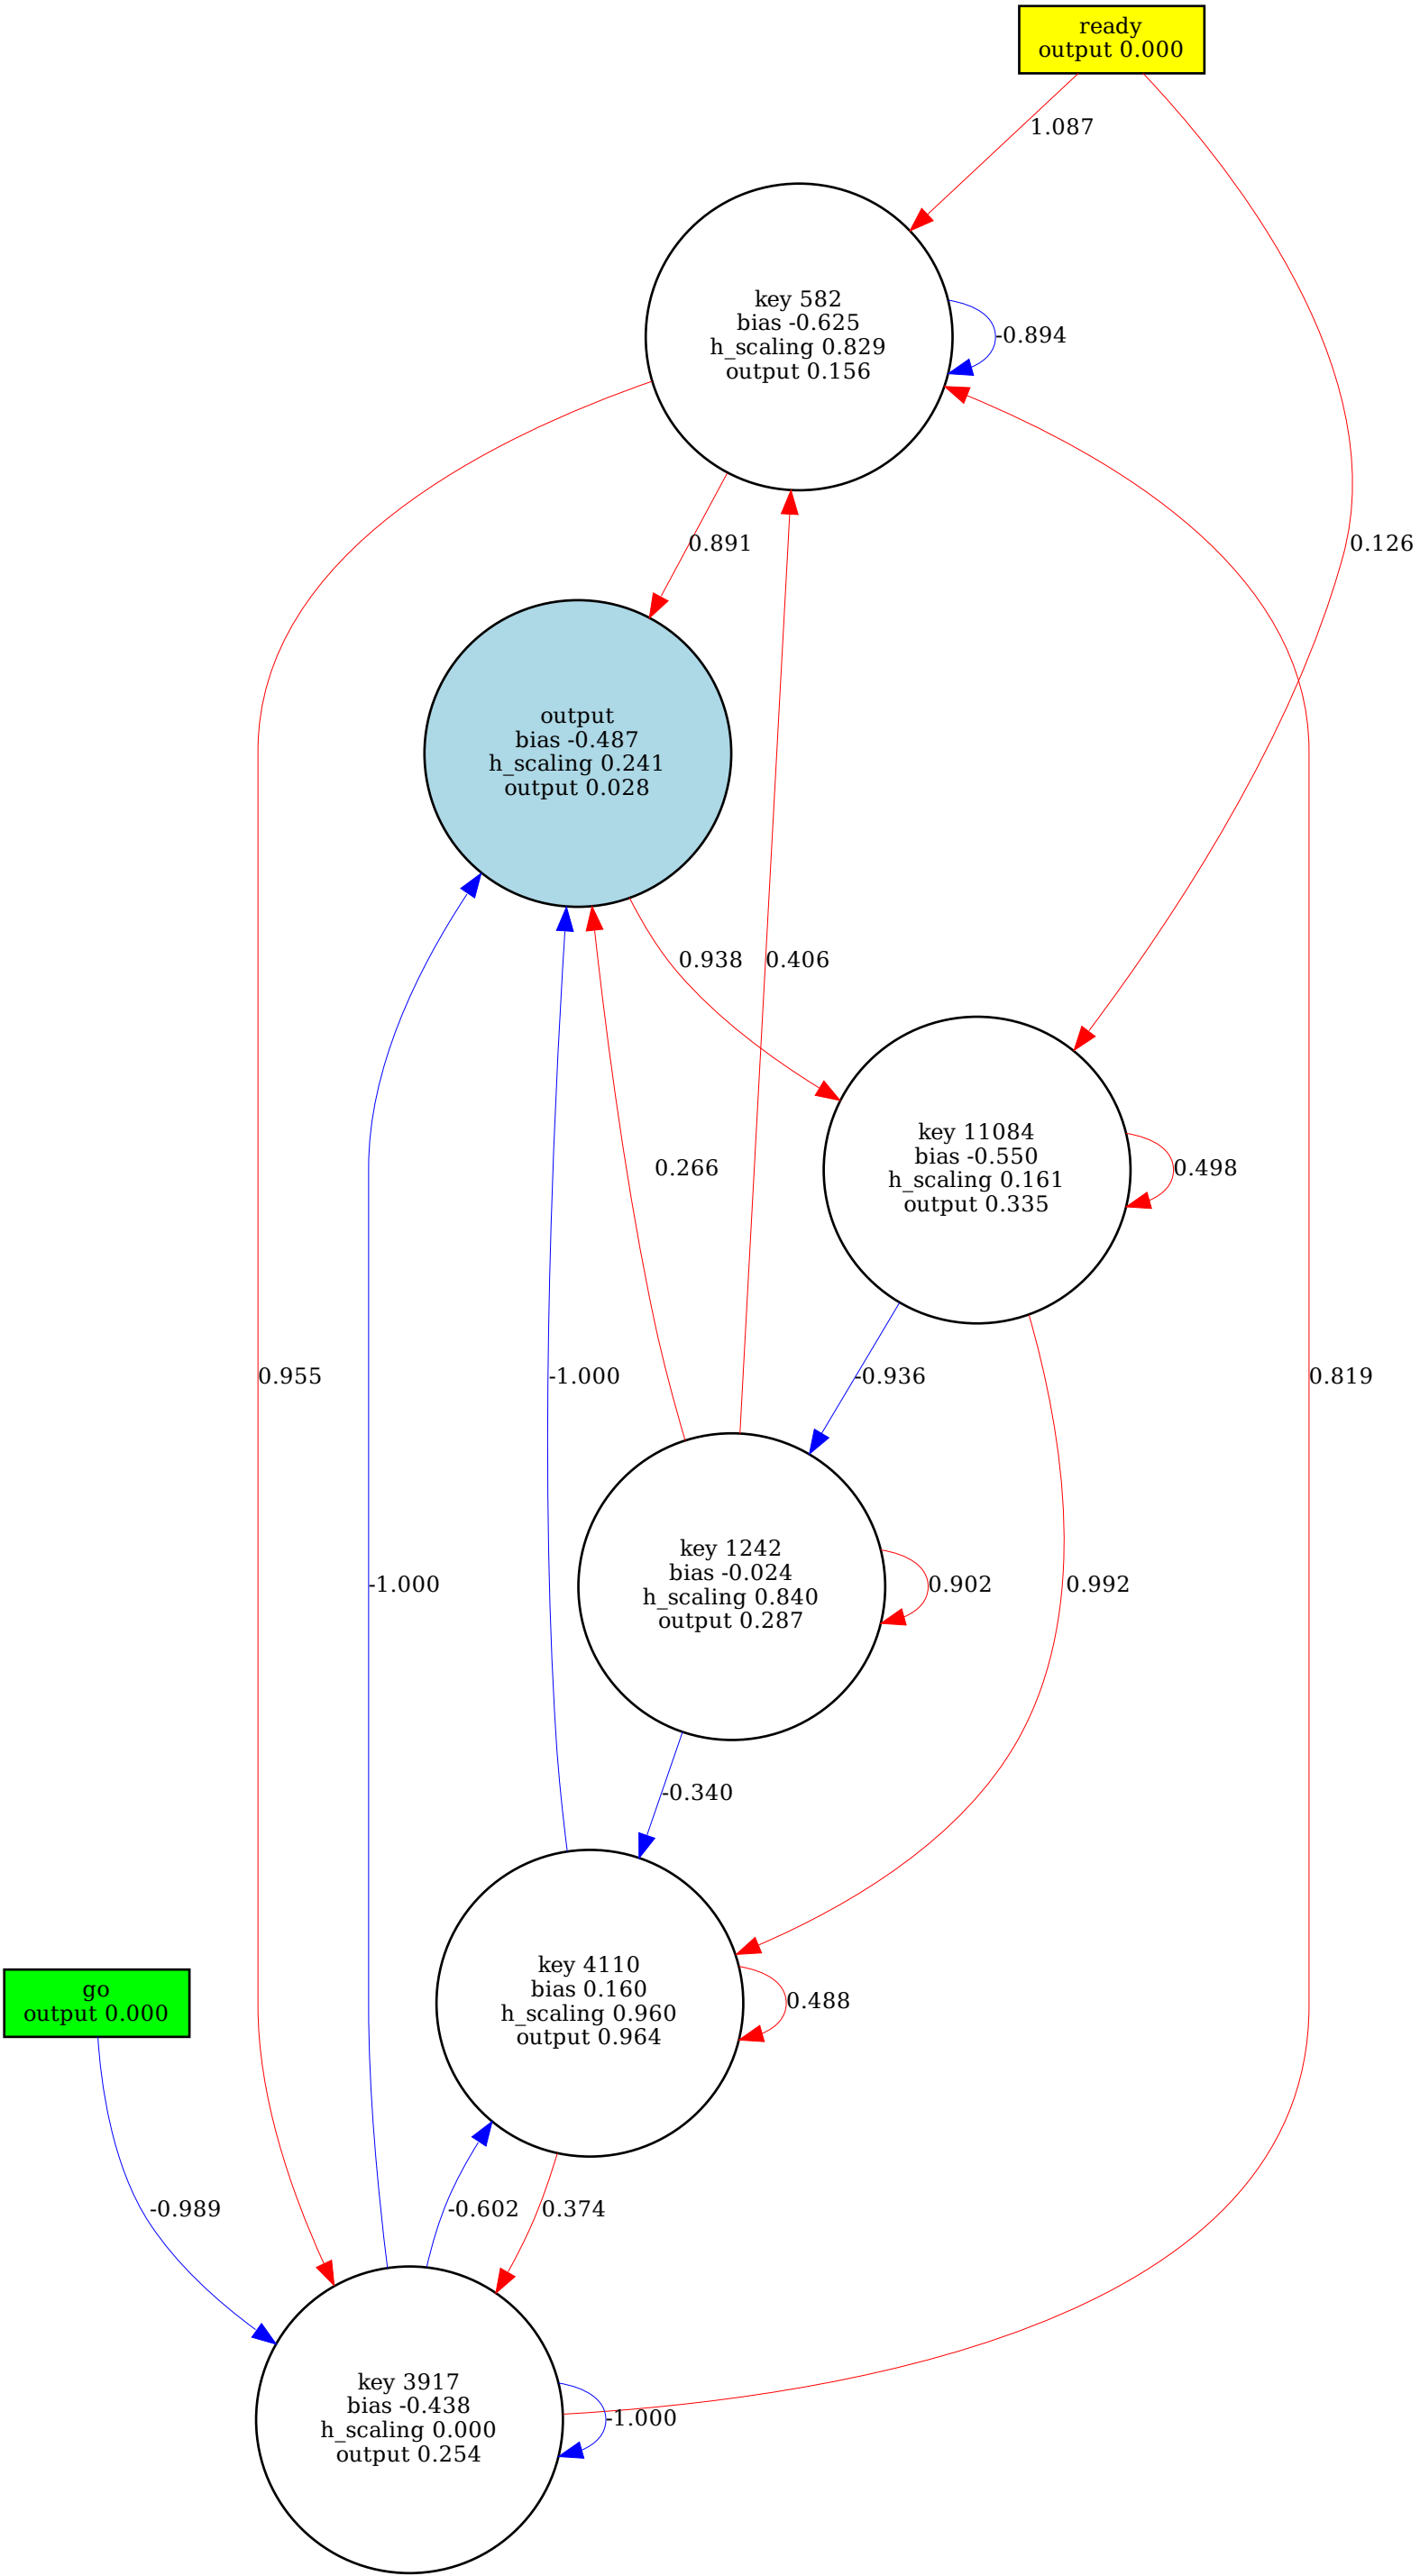 ready
output 0.000
1.087
key 582
bias -0.625
h_scaling 0.829
output 0.156
-0.894
0.891
0.126
output
bias -0.487
h_scaling 0.241
output 0.028
0.938
0.406
key 11084
bias -0.550
h_scaling 0.161
output 0.335
0.498
0.266
0.955
-1.000
-0.936
0.819
key 1242
bias -0.024
h_scaling 0.840
output 0.287
0.902
-1.000
0.992
-0.340
key 4110
bias 0.160
h_scaling 0.960
output 0.964
0.488
go
output 0.000
-0.989
-0.602
0.374
key 3917
bias -0.438
h_scaling 0.000
output 0.254
-1.000